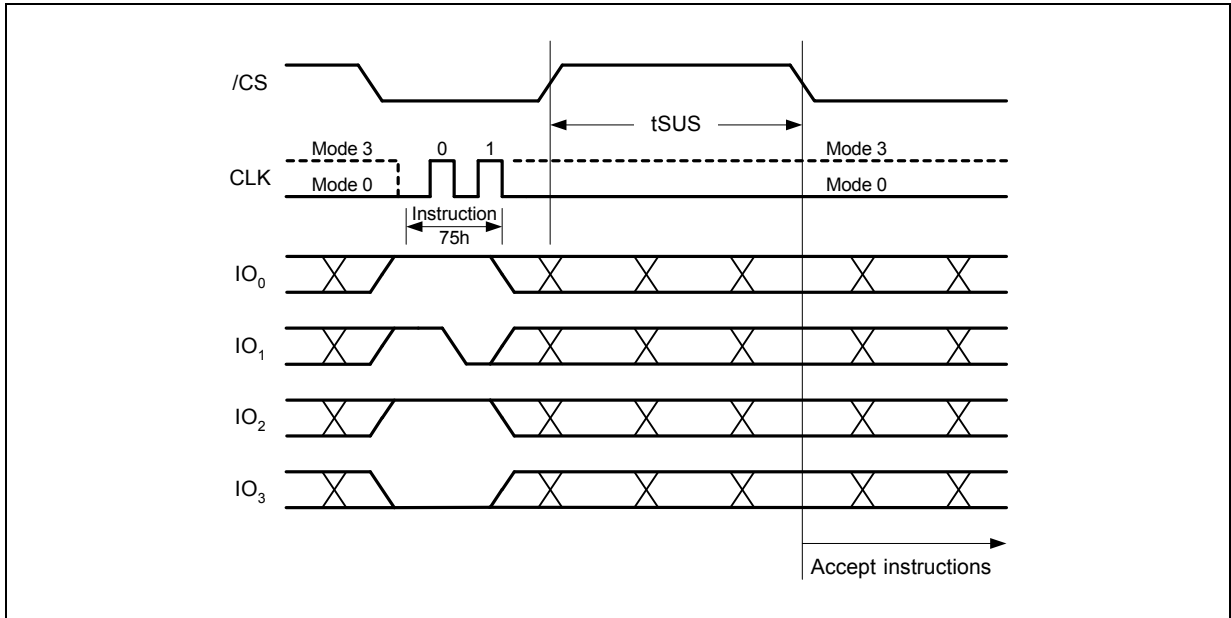 /CS
tSUS
Mode 3 0 1 Mode 3
CLK
Mode 0 Mode 0
Instruction
75h
IO0
IO1
IO2
IO3
Accept instructions